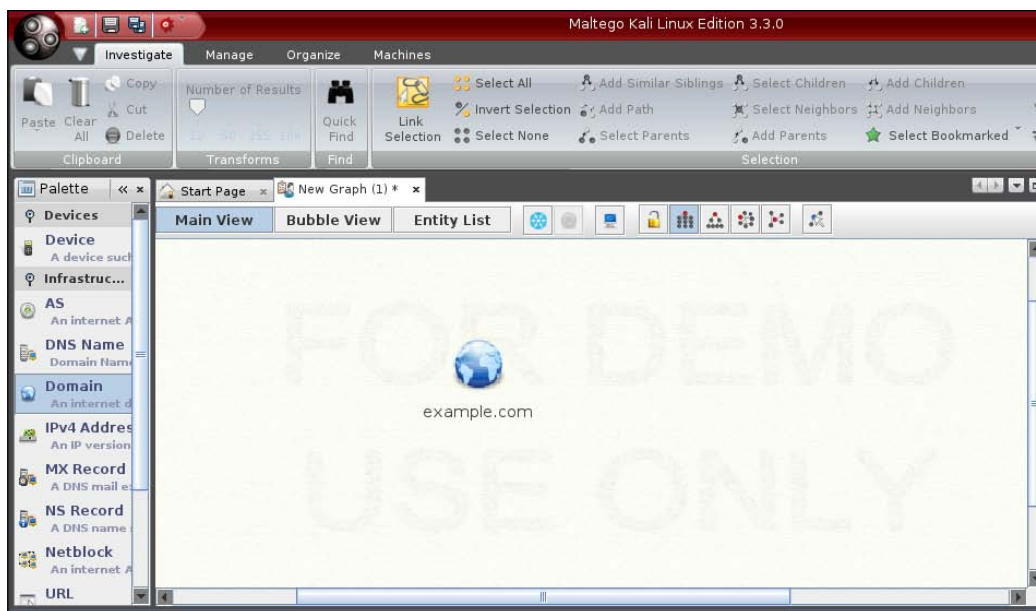 Maltego Kali Linux Edition 3.3.0
Investigate Manage Organize Machines
Paste
Clear All
Copy
Cut
Delete
Clipboard
Number of Results
12 50 255 10k
Transforms
Quick Find
Find
Link Selection
Select All
Invert Selection
Select None
Add Similar Siblings
Add Path
Select Parents
Select Children
Select Neighbors
Add Parents
Add Children
Add Neighbors
Select Bookmarked
Selection
Palette
Start Page
New Graph (1) *
Main View Bubble View Entity List
Devices
Device
A device such
Infrastruc...
AS
An internet A
DNS Name
Domain Name
Domain
An internet d
IPv4 Addres
An IP version
MX Record
A DNS mail e
NS Record
A DNS name
Netblock
An internet A
URL
FOR DEMO
USE ONLY
example.com